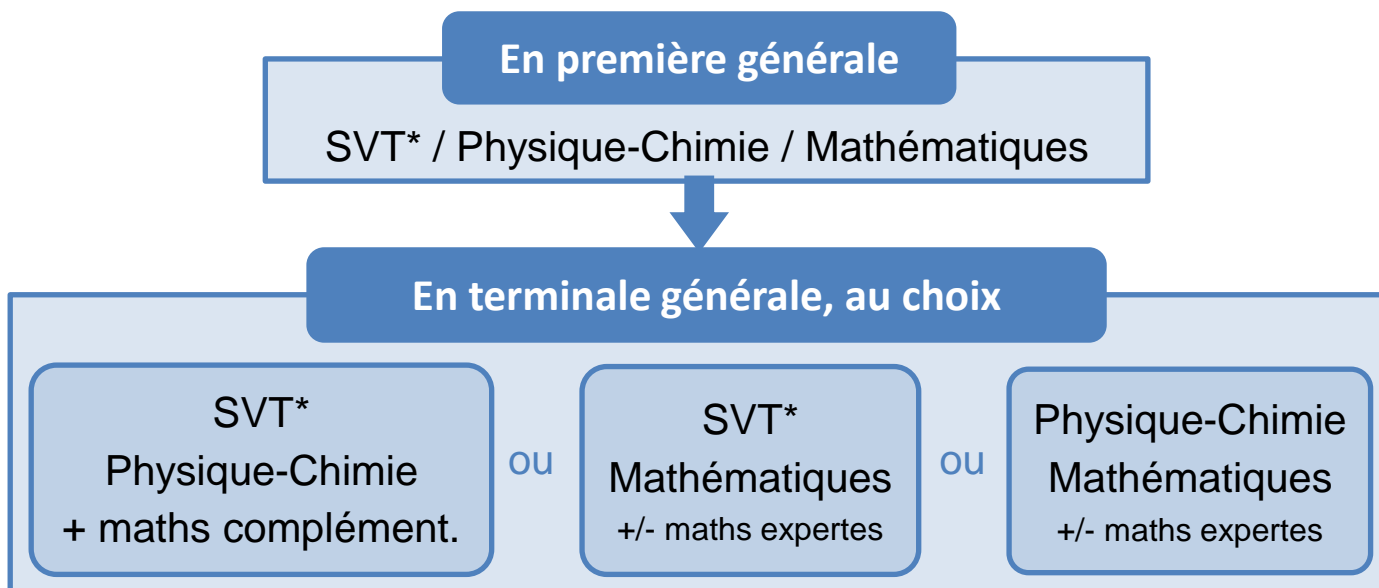 En première générale
SVT* / Physique-Chimie / Mathématiques
En terminale générale, au choix
SVT*
Physique-Chimie
+ maths complément.
ou
SVT*
Mathématiques
+/- maths expertes
ou
Physique-Chimie
Mathématiques
+/- maths expertes